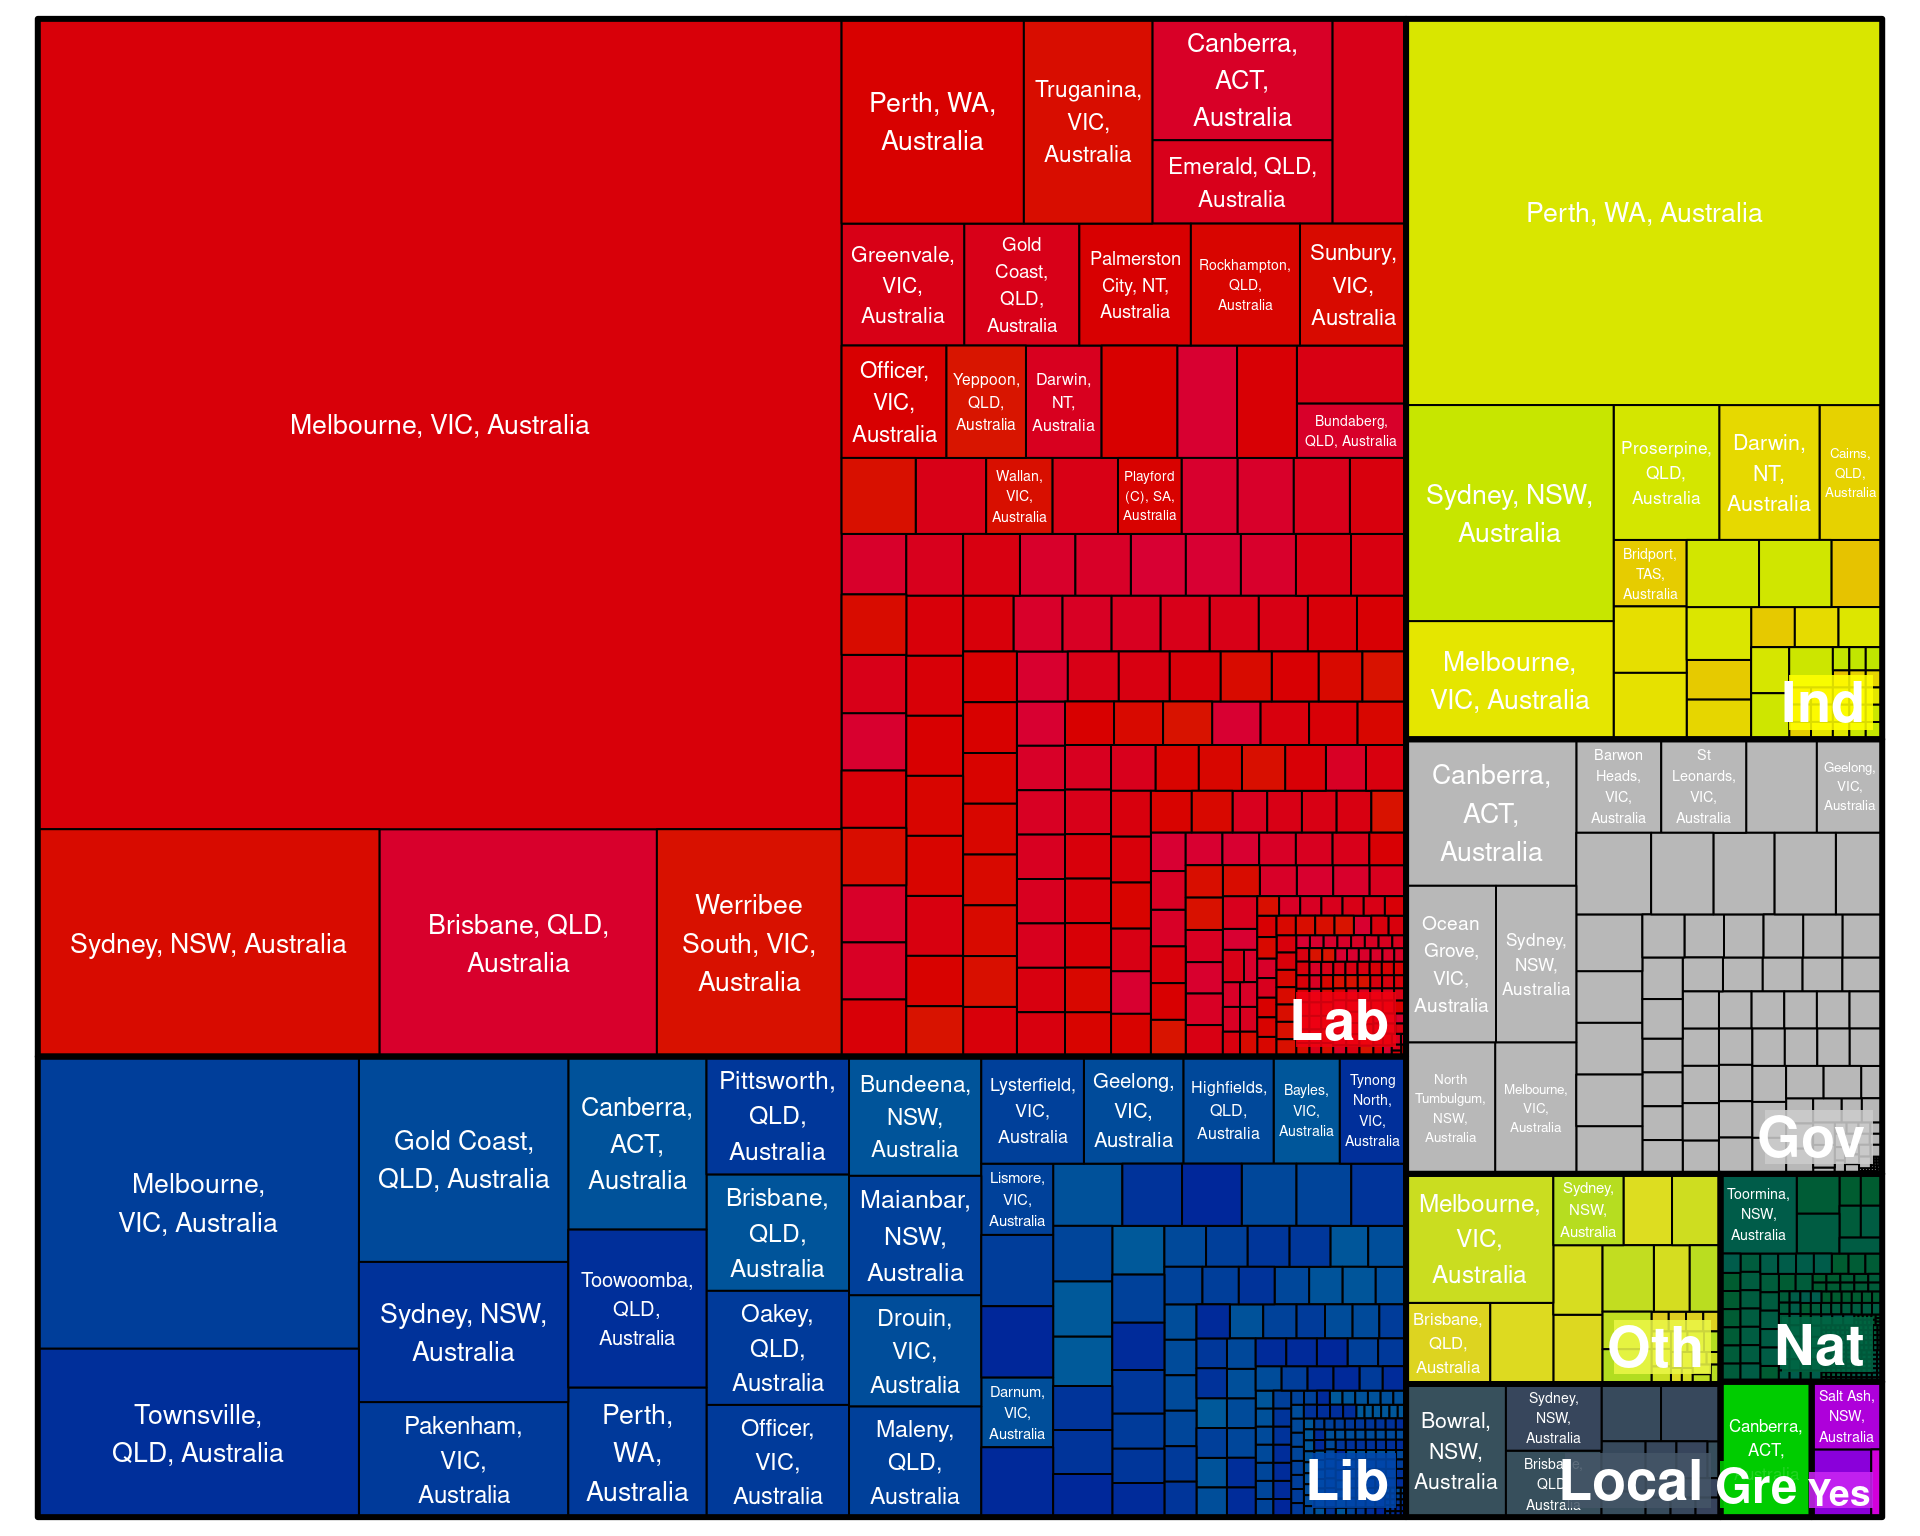 Melbourne, VIC, Australia
Sydney, NSW, Australia
Brisbane, QLD,
Australia
Werribee
South, VIC,
Australia
Perth, WA,
Australia
Truganina,
VIC,
Australia
Canberra,
ACT,
Australia
Emerald, QLD,
Australia
Greenvale,
VIC,
Australia
Gold
Coast,
QLD,
Australia
Palmerston
City, NT,
Australia
Rockhampton,
QLD,
Australia
Sunbury,
VIC,
Australia
Officer,
VIC,
Australia
Yeppoon,
QLD,
Australia
Darwin,
NT,
Australia
Bundaberg,
QLD, Australia
Wallan,
VIC,
Australia
Playford
(C), SA,
Australia
Lab
Perth, WA, Australia
Sydney, NSW,
Australia
Melbourne,
VIC, Australia
Proserpine,
QLD,
Australia
Darwin,
NT,
Australia
Cairns,
QLD,
Australia
Bridport,
TAS,
Australia
Ind
Canberra,
ACT,
Australia
Barwon
Heads,
VIC,
Australia
St
Leonards,
VIC,
Australia
Geelong,
VIC,
Australia
Ocean
Grove,
VIC,
Australia
Sydney,
NSW,
Australia
North
Tumbulgum,
NSW,
Australia
Melbourne,
VIC,
Australia
Gov
Melbourne,
VIC, Australia
Townsville,
QLD, Australia
Gold Coast,
QLD, Australia
Sydney, NSW,
Australia
Pakenham,
VIC,
Australia
Canberra,
ACT,
Australia
Toowoomba,
QLD,
Australia
Perth,
WA,
Australia
Pittsworth,
QLD,
Australia
Brisbane,
QLD,
Australia
Oakey,
QLD,
Australia
Officer,
VIC,
Australia
Bundeena,
NSW,
Australia
Maianbar,
NSW,
Australia
Drouin,
VIC,
Australia
Maleny,
QLD,
Australia
Lysterfield,
VIC,
Australia
Geelong,
VIC,
Australia
Highfields,
QLD,
Australia
Bayles,
VIC,
Australia
Tynong
North,
VIC,
Australia
Lismore,
VIC,
Australia
Darnum,
VIC,
Australia
Lib
Melbourne,
VIC,
Australia
Sydney,
NSW,
Australia
Brisbane,
QLD,
Australia
Oth
Toormina,
NSW,
Australia
Nat
Bowral,
NSW,
Australia
Sydney,
NSW,
Australia
Brisbane,
QLD,
Australia
Local
Canberra,
ACT,
Australia
Gre
Salt Ash,
NSW,
Australia
Yes